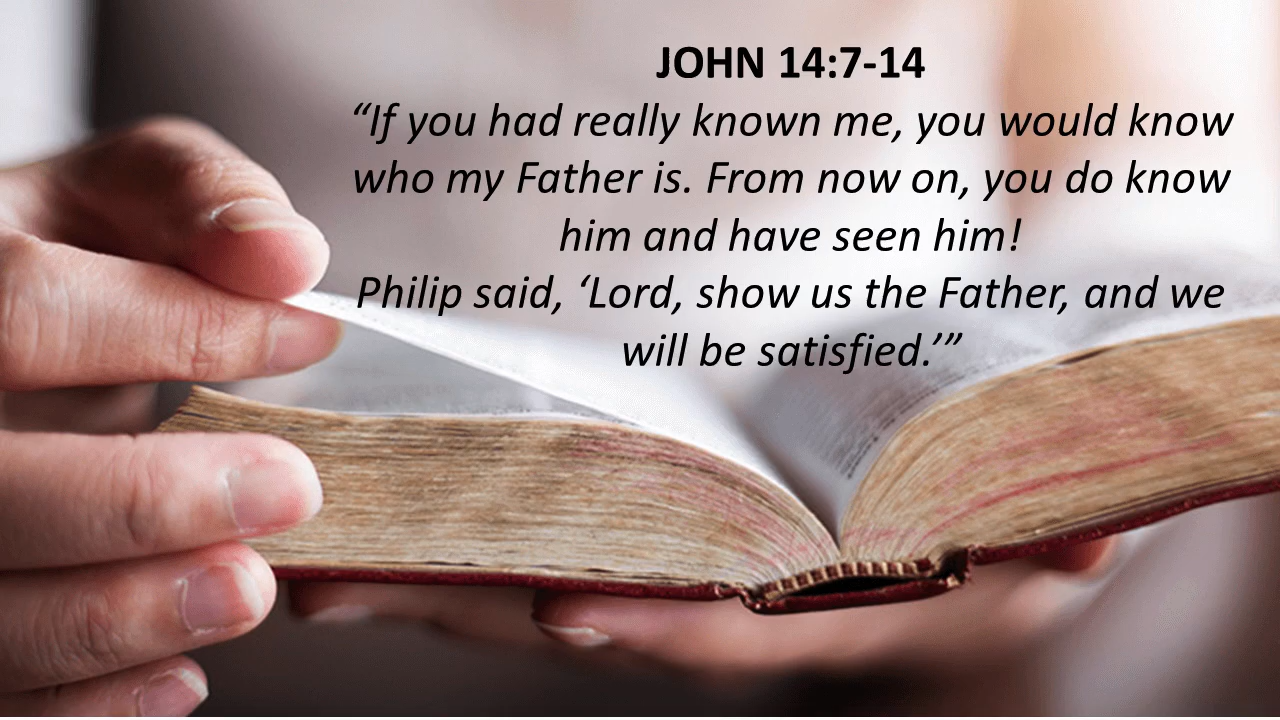 JOHN 14:7-14
“If you had really known me, you would know
who my Father is. From now on, you do know
him and have seen him!
Philip said, ‘Lord, show us the Father, and we
will be satisfied.’”